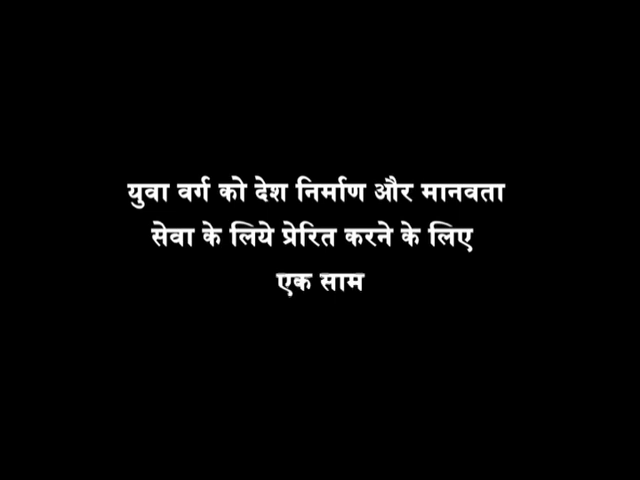 युवा वर्ग को देश निर्माण और मानवता
सेवा के लिये प्रेरित करने के लिए
एक साम